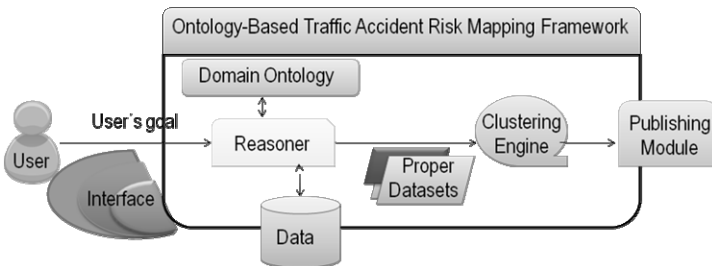 Ontology-Based Traffic Accident Risk Mapping Framework
Domain Ontology
User's goal
User
Reasoner
Clustering
Engine
Publishing
Module
Proper
Datasets
Interface
Data